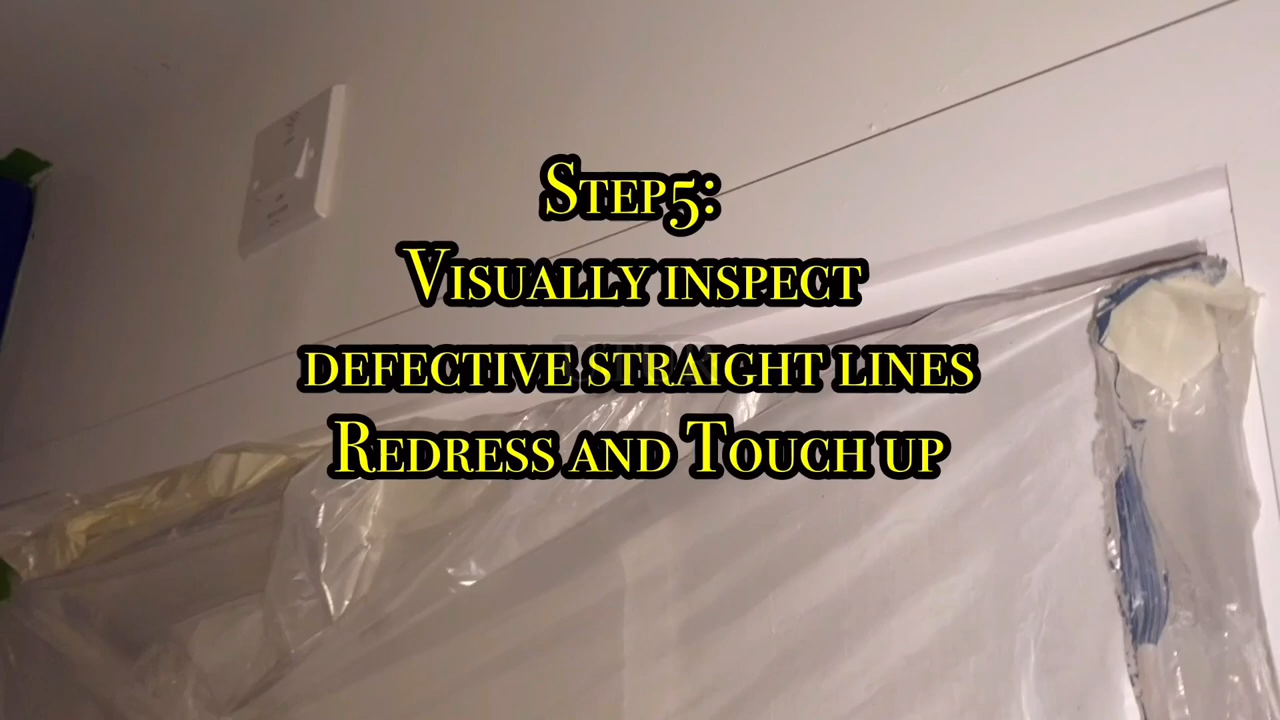 Step5:
Visually inspect
defective straight lines
Redress and Touch up